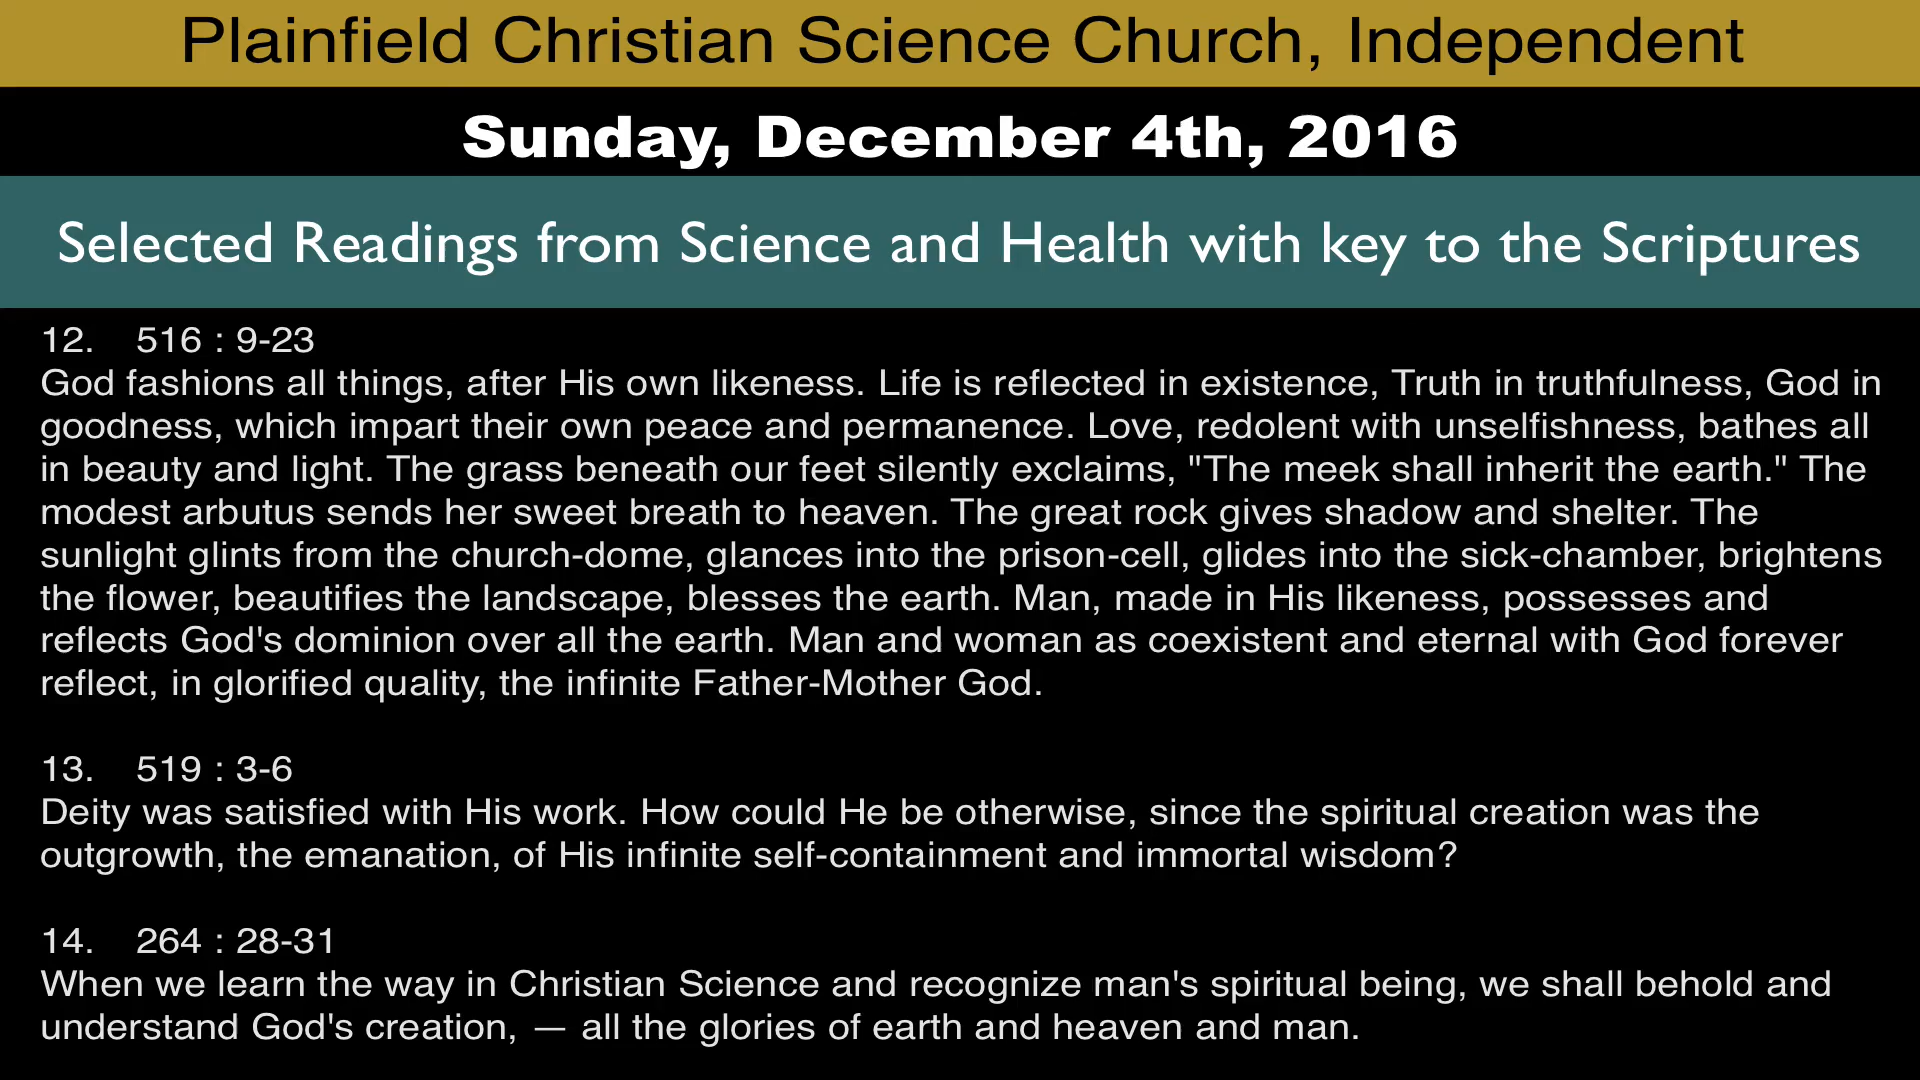 Plainfield Christian Science Church, Independent
Sunday, December 4th, 2016
Selected Readings from Science and Health with key to the Scriptures
12. 516 : 9-23
God fashions all things, after His own likeness. Life is reflected in existence, Truth in truthfulness, God in
goodness, which impart their own peace and permanence. Love, redolent with unselfishness, bathes all
in beauty and light. The grass beneath our feet silently exclaims, "The meek shall inherit the earth." The
modest arbutus sends her sweet breath to heaven. The great rock gives shadow and shelter. The
sunlight glints from the church-dome, glances into the prison-cell, glides into the sick-chamber, brightens
the flower, beautifies the landscape, blesses the earth. Man, made in His likeness, possesses and
reflects God's dominion over all the earth. Man and woman as coexistent and eternal with God forever
reflect, in glorified quality, the infinite Father-Mother God.
13. 519 : 3-6
Deity was satisfied with His work. How could He be otherwise, since the spiritual creation was the
outgrowth, the emanation, of His infinite self-containment and immortal wisdom?
14. 264 : 28-31
When we learn the way in Christian Science and recognize man's spiritual being, we shall behold and
understand God's creation, — all the glories of earth and heaven and man.